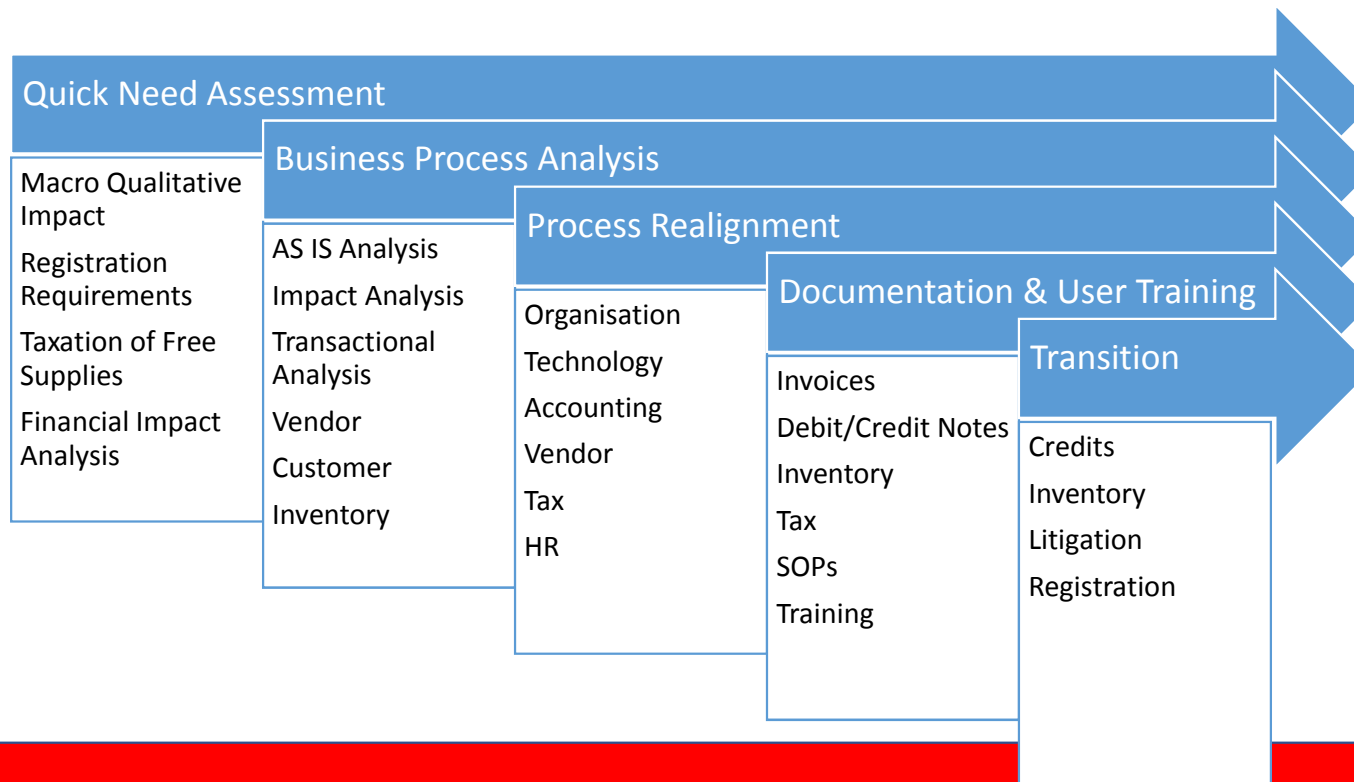 Quick Need Assessment
Macro Qualitative
Impact
Registration
Requirements
Taxation of Free
Supplies
Financial Impact
Analysis
Business Process Analysis
AS IS Analysis
Impact Analysis
Transactional
Analysis
Vendor
Customer
Inventory
Process Realignment
Organisation
Technology
Accounting
Vendor
Tax
HR
Documentation & User Training
Invoices
Debit/Credit Notes
Inventory
Tax
SOPs
Training
Transition
Credits
Inventory
Litigation
Registration